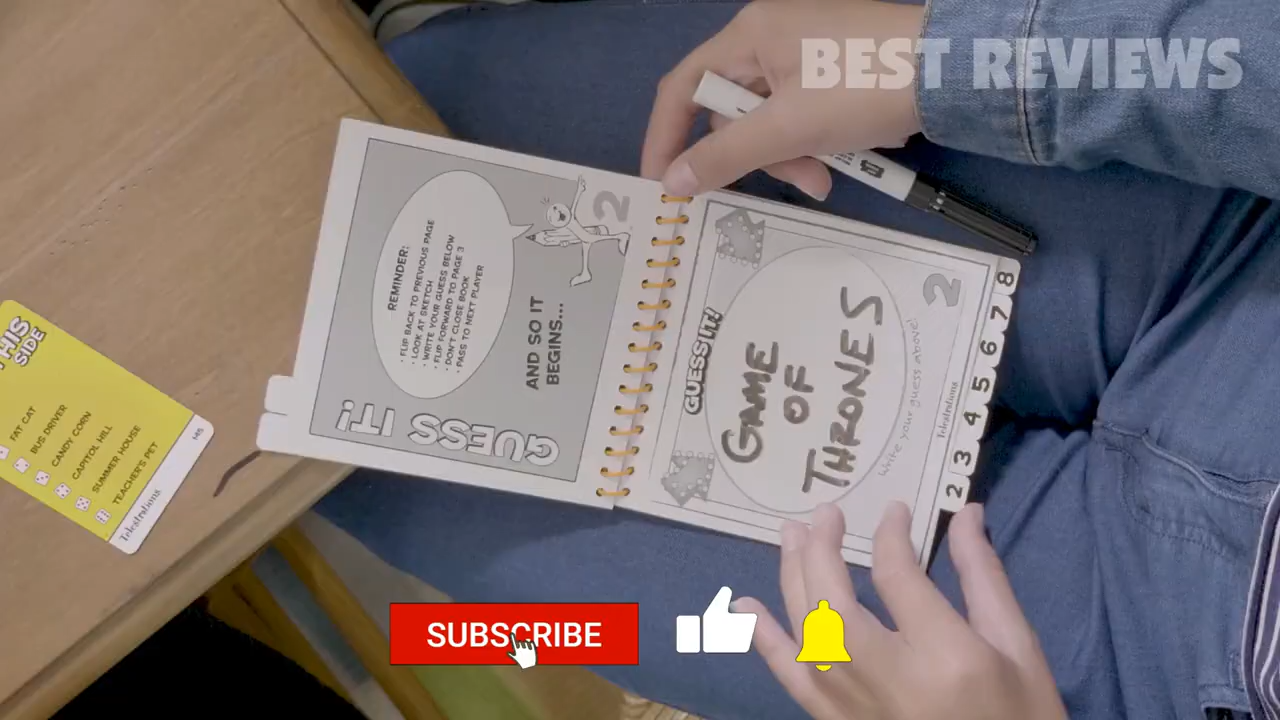 BEST REVIEWS
REMINDER:
· FLIP BACK TO PREVIOUS PAGE
· LOOK AT SKETCH
· WRITE YOUR GUESS BELOW
· FLIP FORWARD TO PAGE 3
· DON'T CLOSE BOOK
· PASS TO NEXT PLAYER
2
AND SO IT
BEGINS....
GUESS IT!
GUESS IT!
2
GAME
OF
THRONES
Write your guess above!
Telestrations
2 3 4 5 6 7 8
THIS
SIDE
FAT CAT
BUS DRIVER
CANDY CORN
CAPITOL HILL
SUMMER HOUSE
TEACHER'S PET
Telestrations
SUBSCRIBE